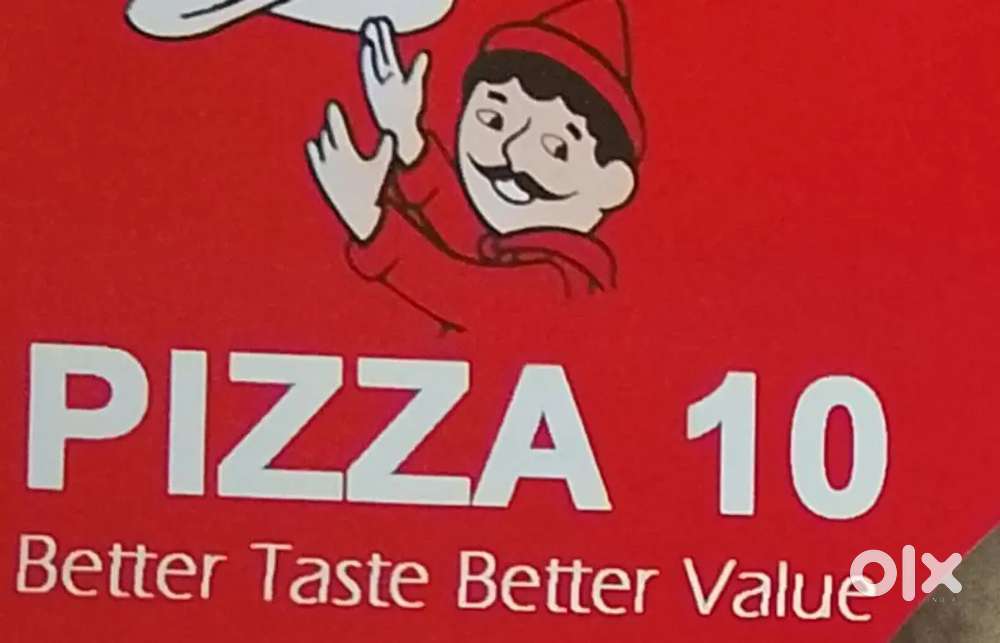 PIZZA 10
Better Taste Better Value
olx